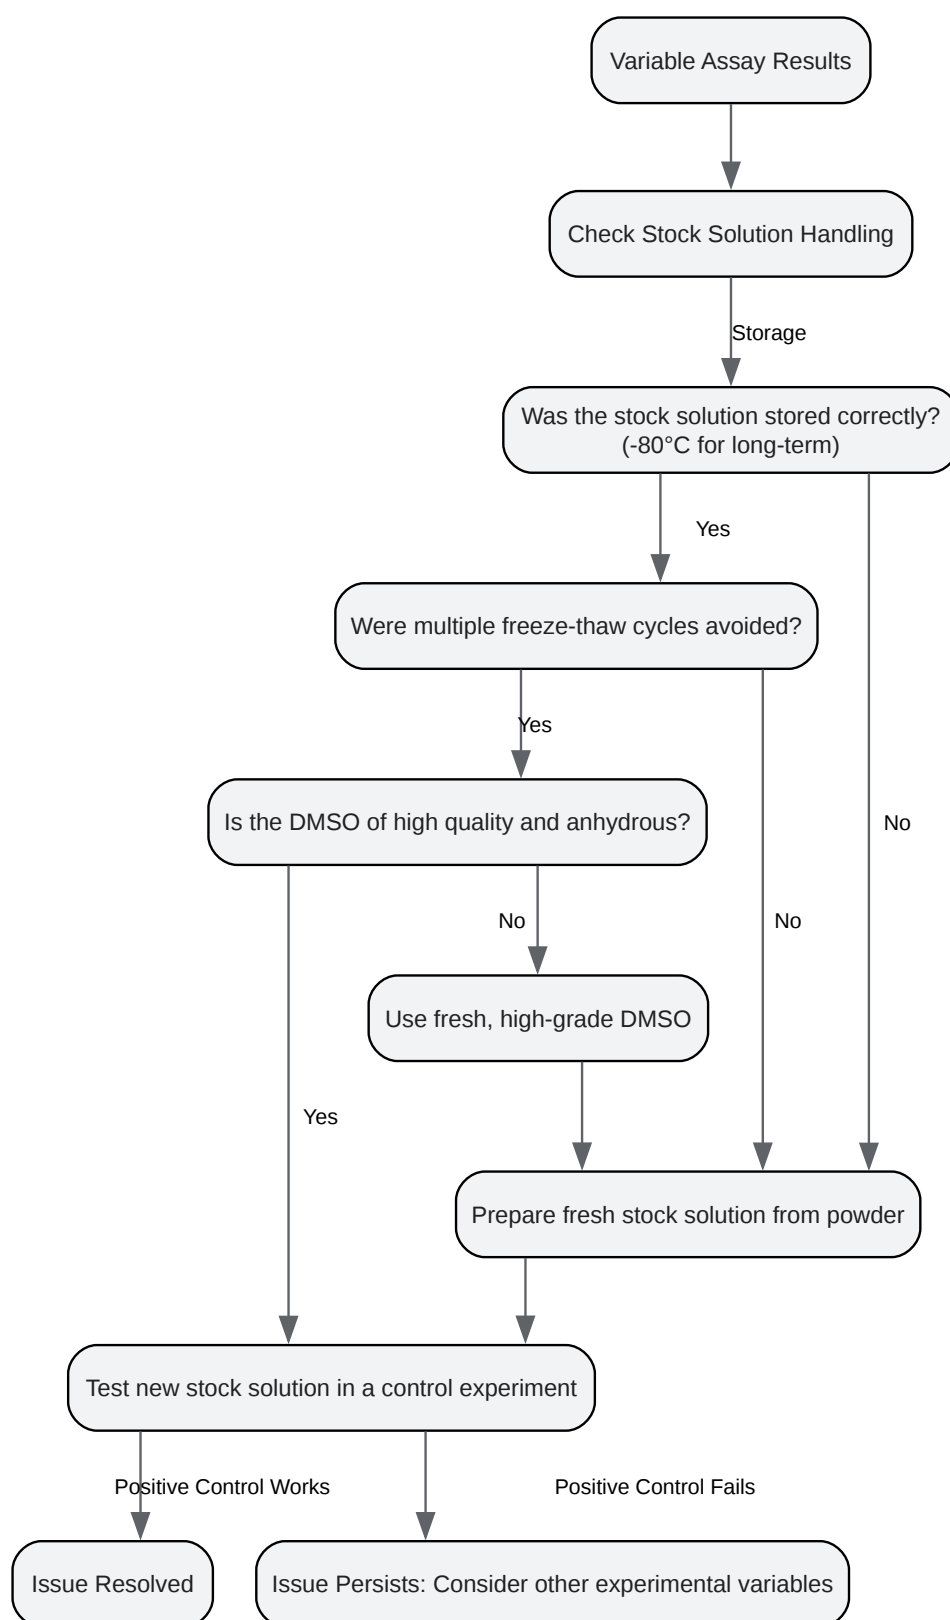 Variable Assay Results
Check Stock Solution Handling
Storage
Was the stock solution stored correctly?
(-80°C for long-term)
Yes
Were multiple freeze-thaw cycles avoided?
Yes
Is the DMSO of high quality and anhydrous?
No
No
No
Use fresh, high-grade DMSO
Yes
Prepare fresh stock solution from powder
Test new stock solution in a control experiment
Positive Control Works
Positive Control Fails
Issue Resolved
Issue Persists: Consider other experimental variables